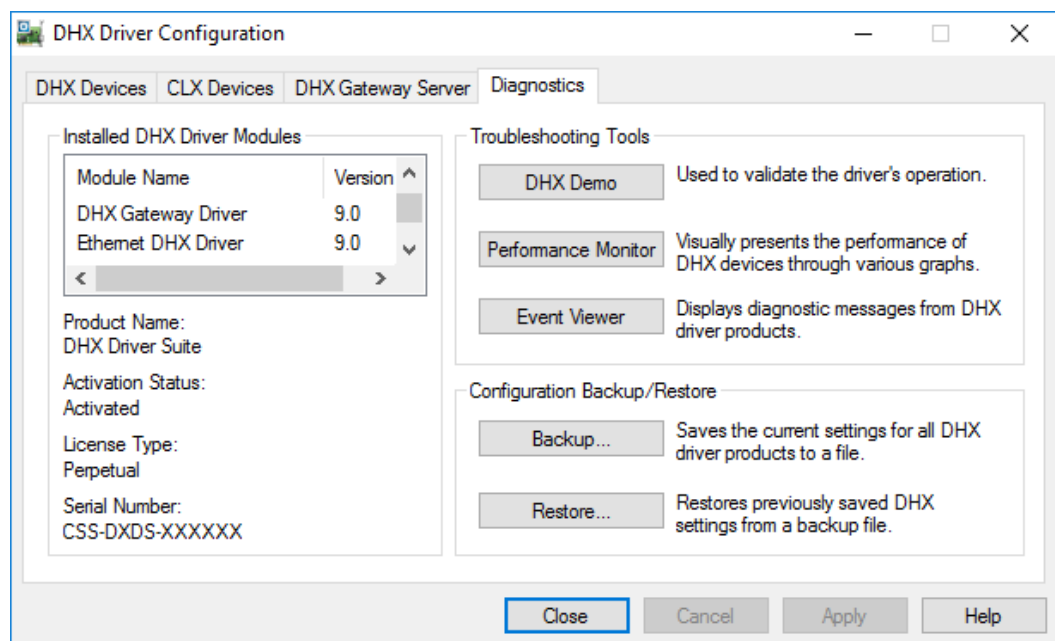 DHX Driver Configuration
DHX Devices CLX Devices DHX Gateway Server Diagnostics
Installed DHX Driver Modules
Module Name Version
DHX Gateway Driver 9.0
Ethernet DHX Driver 9.0
Product Name:
DHX Driver Suite
Activation Status:
Activated
License Type:
Perpetual
Serial Number:
CSS-DXDS-XXXXXX
Troubleshooting Tools
DHX Demo
Used to validate the driver's operation.
Performance Monitor
Visually presents the performance of
DHX devices through various graphs.
Event Viewer
Displays diagnostic messages from DHX
driver products.
Configuration Backup/Restore
Backup...
Saves the current settings for all DHX
driver products to a file.
Restore...
Restores previously saved DHX
settings from a backup file.
Close Cancel Apply Help